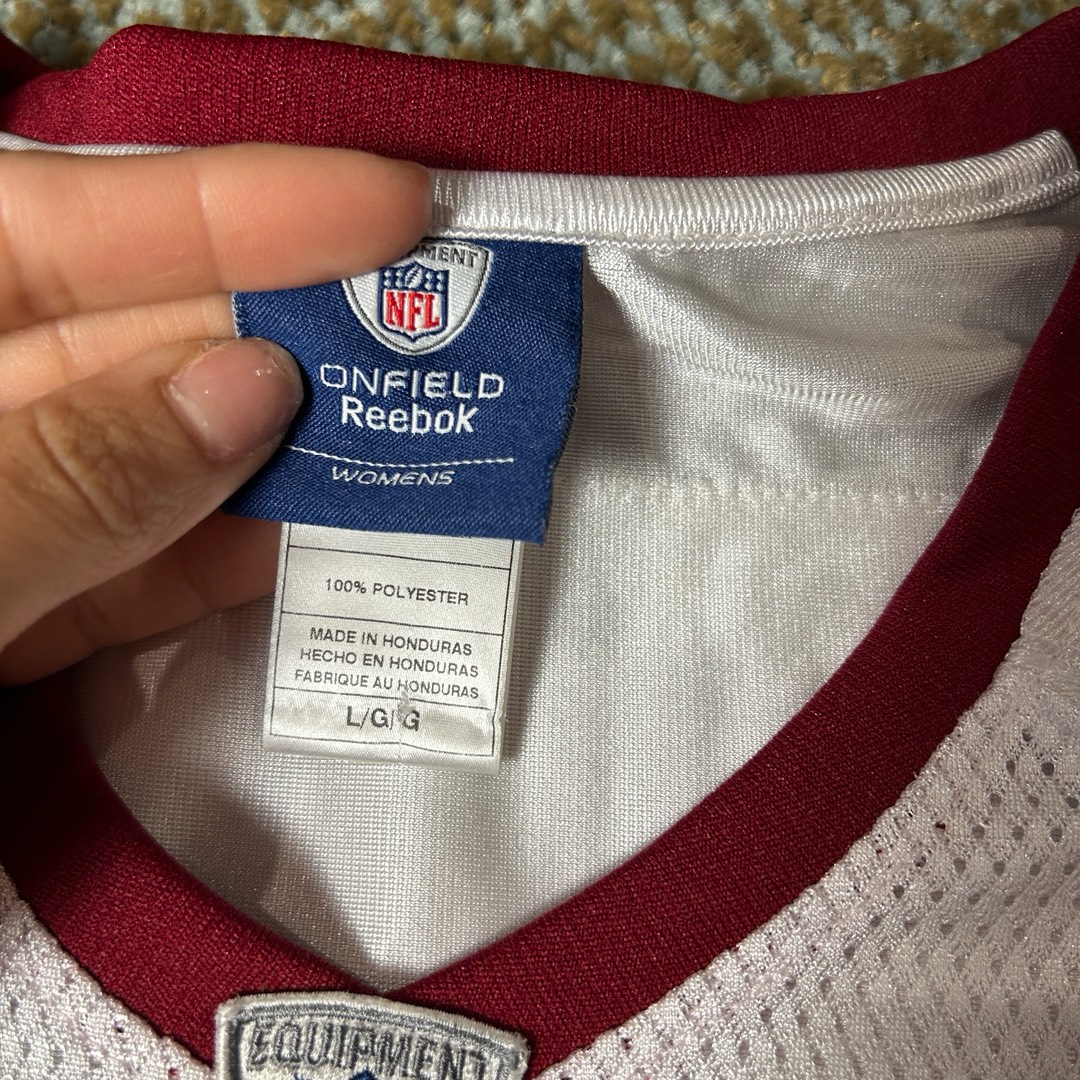 NFL
ONFIELD
Reebok
WOMENS
100% POLYESTER
MADE IN HONDURAS
HECHO EN HONDURAS
FABRIQUE AU HONDURAS
L/G/G
EQUIPMENT